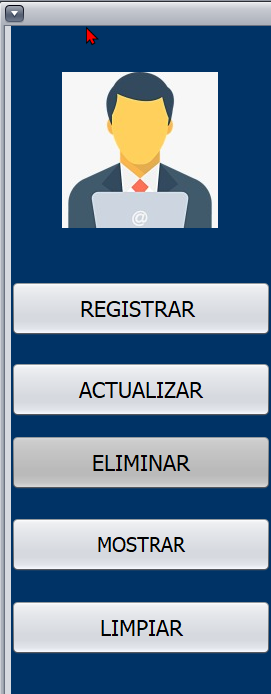 @
REGISTRAR
ACTUALIZAR
ELIMINAR
MOSTRAR
LIMPIAR